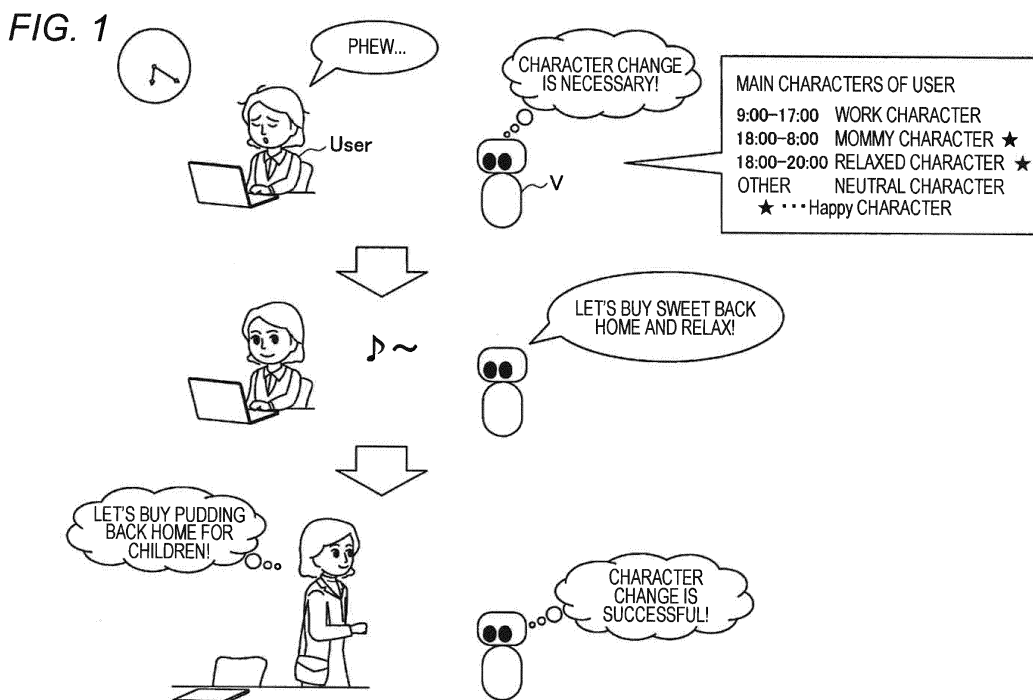 FIG. 1
PHEW...
CHARACTER CHANGE
IS NECESSARY!
MAIN CHARACTERS OF USER
9:00-17:00 WORK CHARACTER
18:00-8:00 MOMMY CHARACTER ★
18:00-20:00 RELAXED CHARACTER ★
OTHER NEUTRAL CHARACTER
★ ･･･Happy CHARACTER
User
V
LET'S BUY SWEET BACK
HOME AND RELAX!
♪~
LET'S BUY PUDDING
BACK HOME FOR
CHILDREN!
CHARACTER
CHANGE IS
SUCCESSFUL!